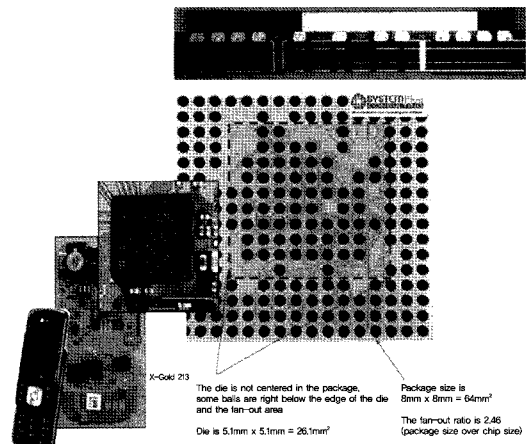 SYSTEM
X-Gold 213
The die is not centered in the package,
some balls are right below the edge of the die
and the fan-out area
Die is 5.1mm x 5.1mm = 26.1mm²
Package size is
8mm x 8mm = 64mm²
The fan-out ratio is 2.46
(package size over chip size)